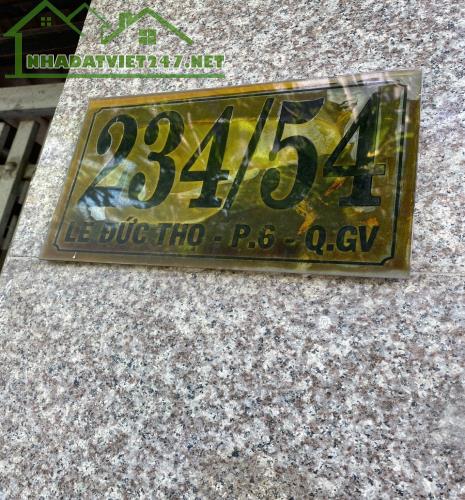 NHADATVIET247.NET
234/54
LÊ ĐỨC THỌ - P.6 - Q.GV